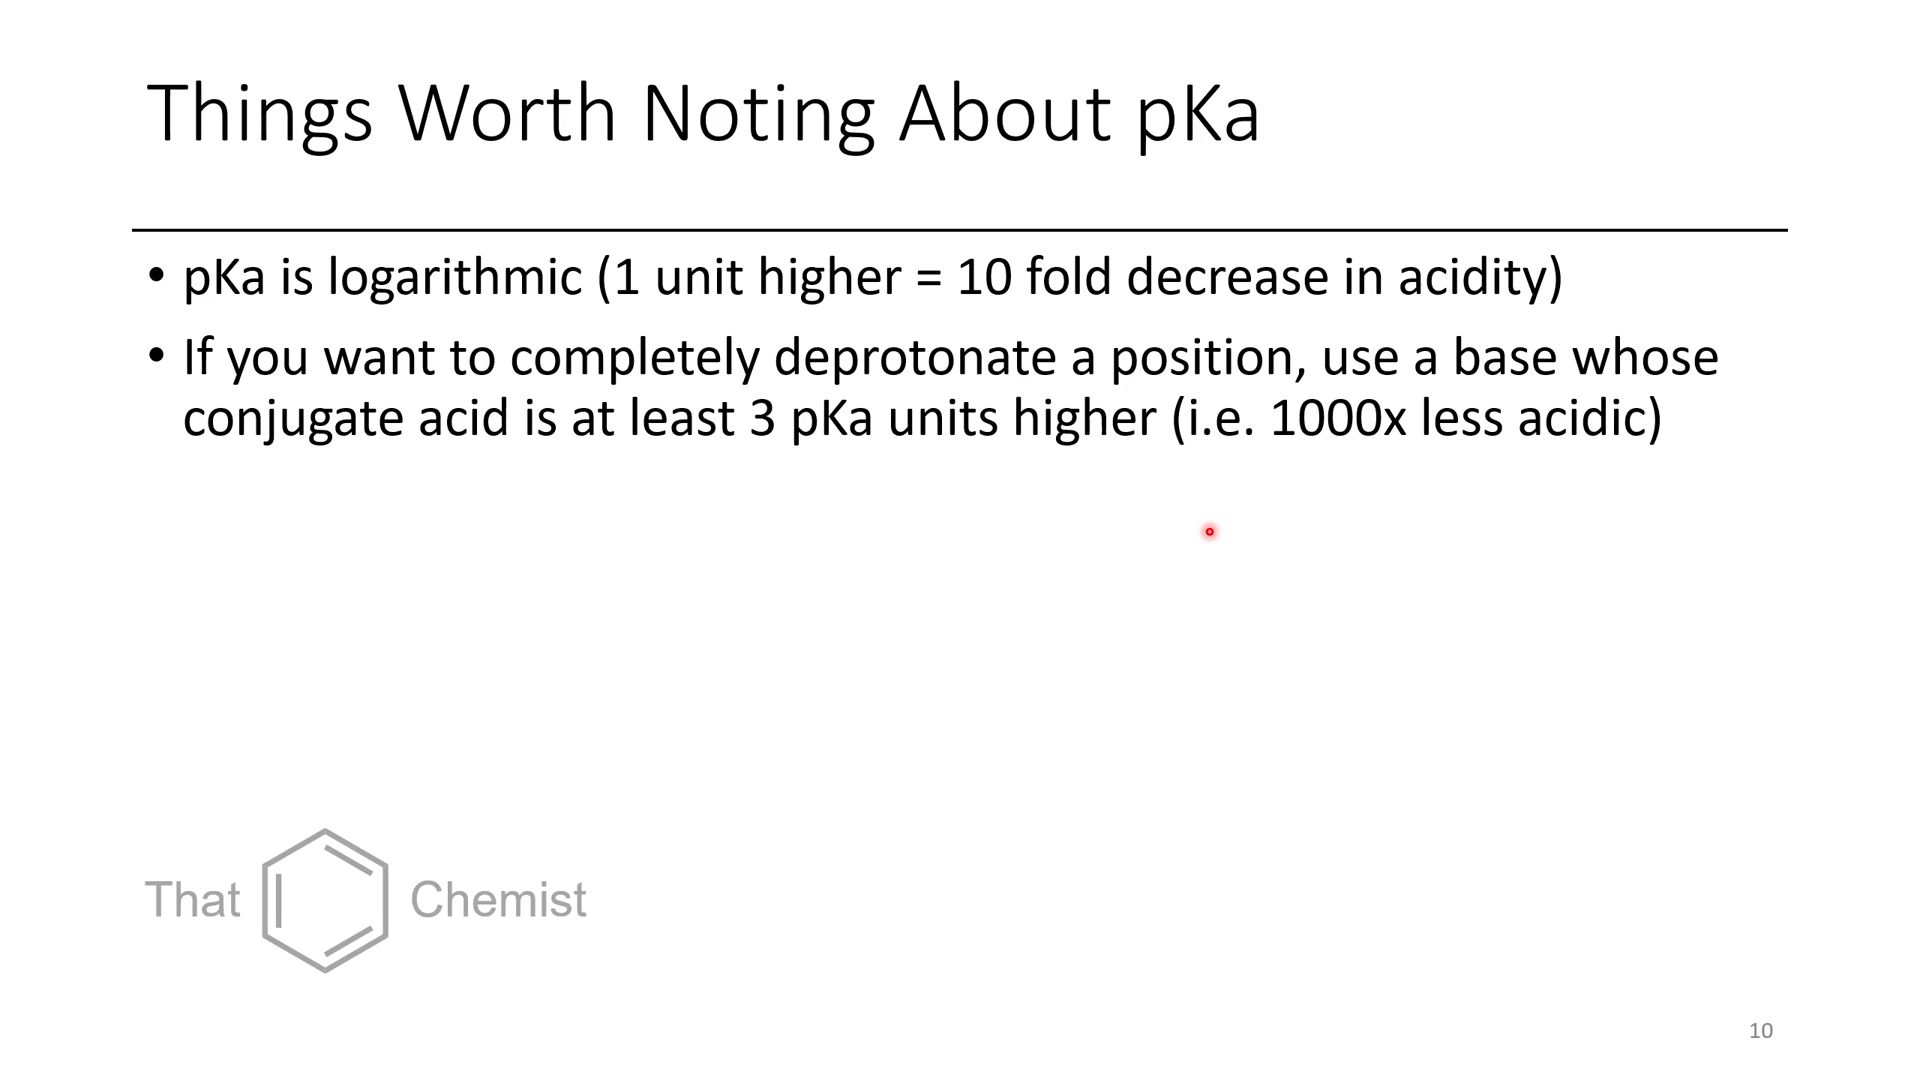 Things Worth Noting About pKa
• pKa is logarithmic (1 unit higher = 10 fold decrease in acidity)
• If you want to completely deprotonate a position, use a base whose
conjugate acid is at least 3 pKa units higher (i.e. 1000x less acidic)
That Chemist
10